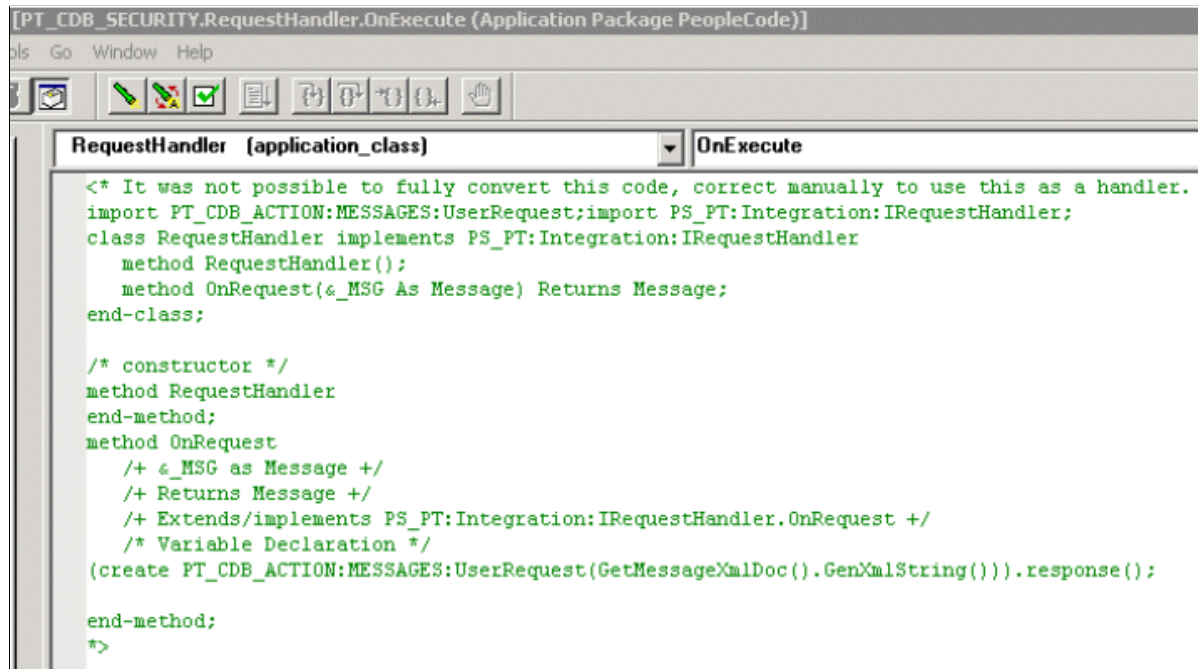 [PT_CDB_SECURITY.RequestHandler.OnExecute (Application Package PeopleCode)]
ols Go Window Help
RequestHandler (application_class) OnExecute
<* It was not possible to fully convert this code, correct manually to use this as a handler.
import PT_CDB_ACTION:MESSAGES:UserRequest;import PS_PT:Integration:IRequestHandler;
class RequestHandler implements PS_PT:Integration:IRequestHandler
method RequestHandler();
method OnRequest(&_MSG As Message) Returns Message;
end-class;
/* constructor */
method RequestHandler
end-method;
method OnRequest
/+ &_MSG as Message +/
/+ Returns Message +/
/+ Extends/implements PS_PT:Integration:IRequestHandler.OnRequest +/
/* Variable Declaration */
(create PT_CDB_ACTION:MESSAGES:UserRequest(GetMessageXmlDoc().GenXmlString())).response();
end-method;
*>